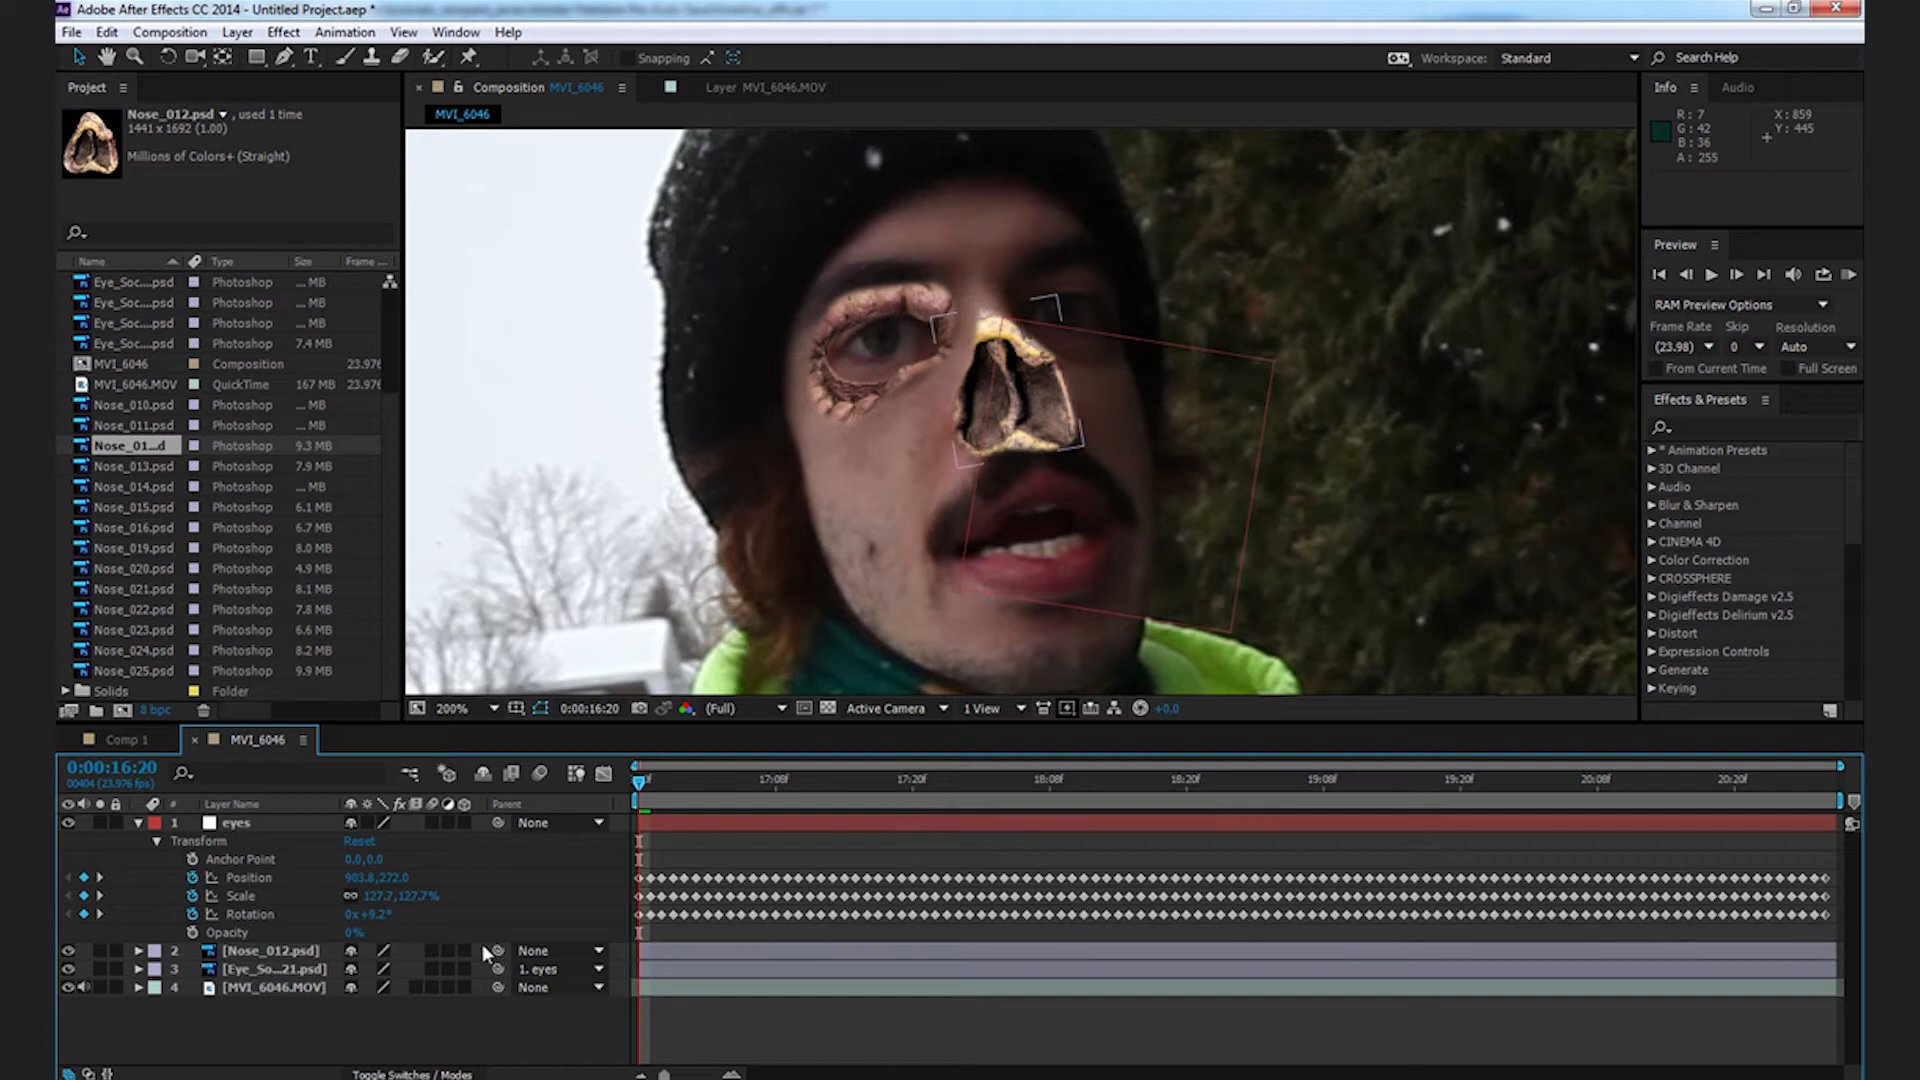 Adobe After Effects CC 2014 - Untitled Project.aep *
File Edit Composition Layer Effect Animation View Window Help
Snapping
Workspace: Standard
Search Help
Project
Nose_012.psd ▾ , used 1 time
1441 x 1692 (1.00)
Millions of Colors+ (Straight)
Name Type Size Frame ...
Eye_Soc....psd Photoshop ... MB
Eye_Soc....psd Photoshop ... MB
Eye_Soc....psd Photoshop ... MB
Eye_Soc....psd Photoshop 7.4 MB
MVI_6046 Composition 23.976
MVI_6046.MOV QuickTime 167 MB 23.976
Nose_010.psd Photoshop ... MB
Nose_011.psd Photoshop ... MB
Nose_01...d Photoshop 9.3 MB
Nose_013.psd Photoshop 7.9 MB
Nose_014.psd Photoshop ... MB
Nose_015.psd Photoshop 6.1 MB
Nose_016.psd Photoshop 6.7 MB
Nose_019.psd Photoshop 8.0 MB
Nose_020.psd Photoshop 4.9 MB
Nose_021.psd Photoshop 8.1 MB
Nose_022.psd Photoshop 7.8 MB
Nose_023.psd Photoshop 6.6 MB
Nose_024.psd Photoshop 8.2 MB
Nose_025.psd Photoshop 9.9 MB
Solids Folder
8 bpc
Composition MVI_6046
Layer MVI_6046.MOV
MVI_6046
200% 0:00:16:20 (Full) Active Camera 1 View +0.0
Info Audio
R : 7 X : 859
G : 42 Y : 445
B : 36
A : 255
Preview
RAM Preview Options
Frame Rate Skip Resolution
(23.98) 0 Auto
From Current Time Full Screen
Effects & Presets
* Animation Presets
3D Channel
Audio
Blur & Sharpen
Channel
CINEMA 4D
Color Correction
CROSSPHERE
Digieffects Damage v2.5
Digieffects Delirium v2.5
Distort
Expression Controls
Generate
Keying
Comp 1 MVI_6046
0:00:16:20
00404 (23.976 fps)
17:08f 17:20f 18:08f 18:20f 19:08f 19:20f 20:08f 20:20f
# Layer Name Parent
1 eyes None
Transform Reset
Anchor Point 0.0,0.0
Position 903.8,272.0
Scale 127.7,127.7%
Rotation 0x+9.2°
Opacity 0%
2 [Nose_012.psd] None
3 [Eye_So...21.psd] 1. eyes
4 [MVI_6046.MOV] None
Toggle Switches / Modes